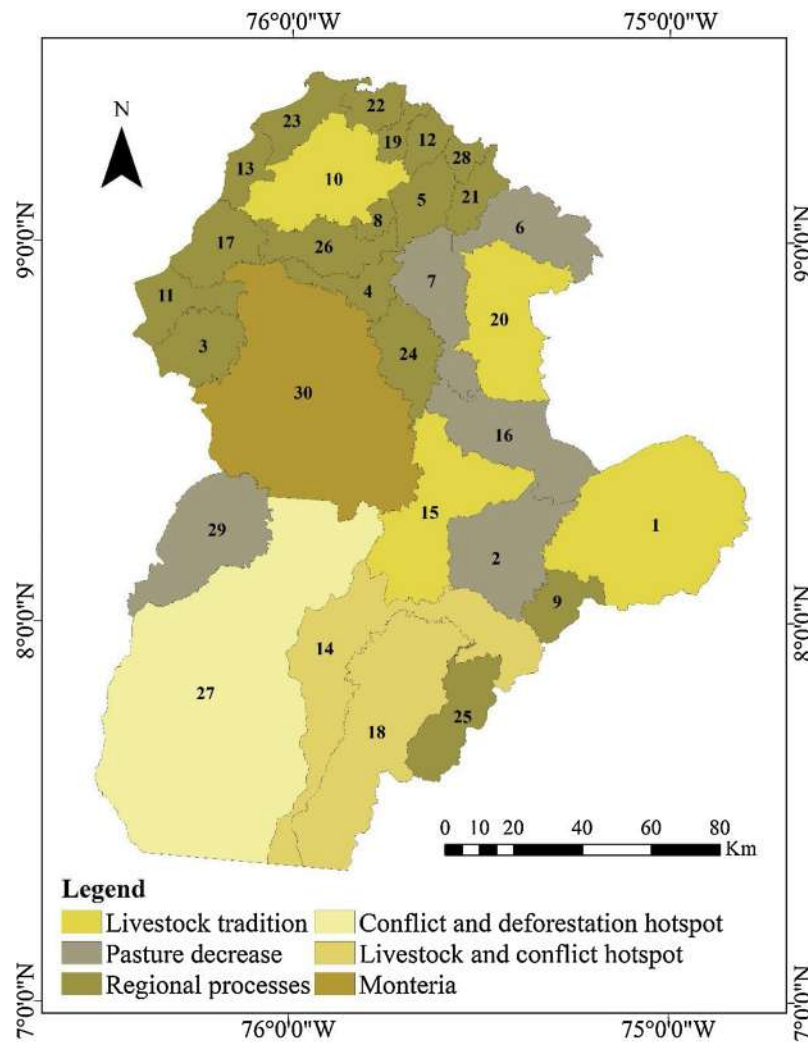 76°0'0"W 75°0'0"W
N
22
23
19 12
28
13
10
21
5
8
6
17
26
9°0'0"N 9°0'0"N
7
4
11
20
3
24
30
16
15
1
29
2
9
8°0'0"N 8°0'0"N
14
27
25
18
0 10 20 40 60 80
Km
Legend
Livestock tradition Conflict and deforestation hotspot
Pasture decrease Livestock and conflict hotspot
Regional processes Monteria
7°0'0"N 7°0'0"N
76°0'0"W 75°0'0"W